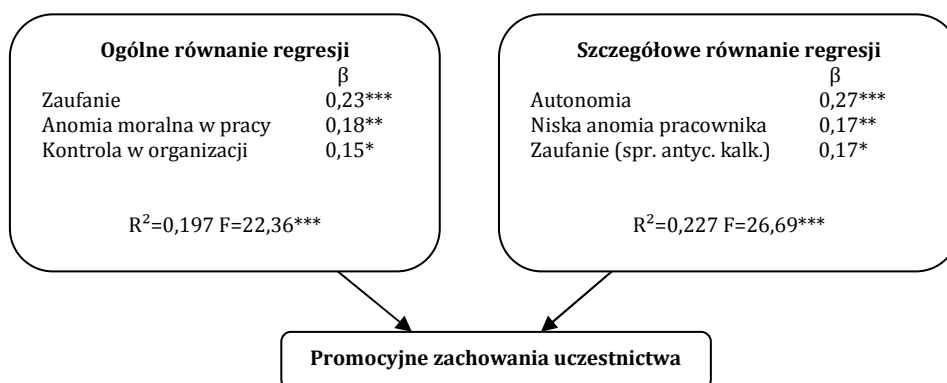 Ogólne równanie regresji
β
Zaufanie 0,23***
Anomia moralna w pracy 0,18**
Kontrola w organizacji 0,15*
R²=0,197 F=22,36***
Szczegółowe równanie regresji
β
Autonomia 0,27***
Niska anomia pracownika 0,17**
Zaufanie (spr. antyc. kalk.) 0,17*
R²=0,227 F=26,69***
Promocyjne zachowania uczestnictwa